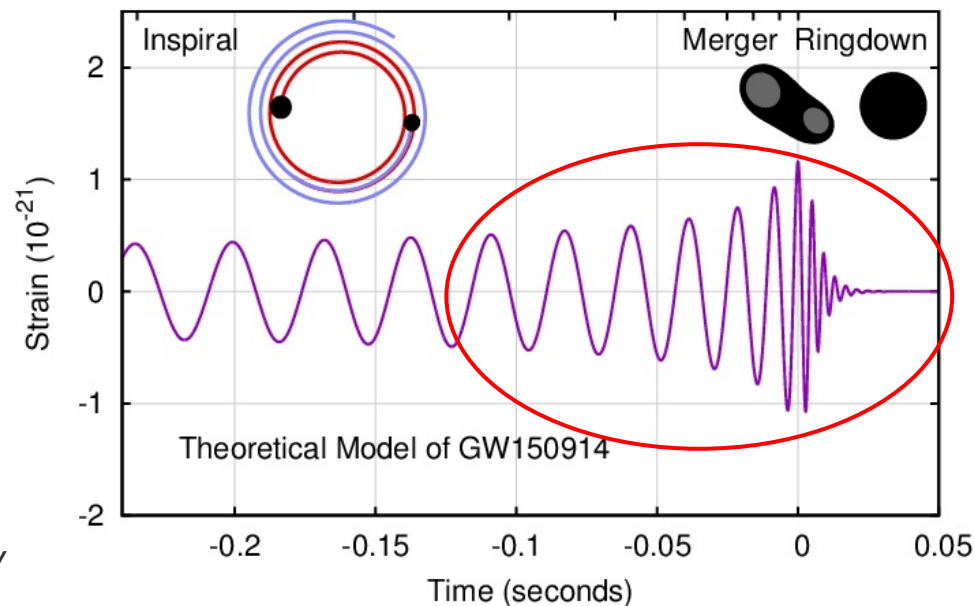 Inspiral
Merger Ringdown
2
1
0
-1
-2
Strain (10⁻²¹)
Theoretical Model of GW150914
-0.2 -0.15 -0.1 -0.05 0 0.05
Time (seconds)